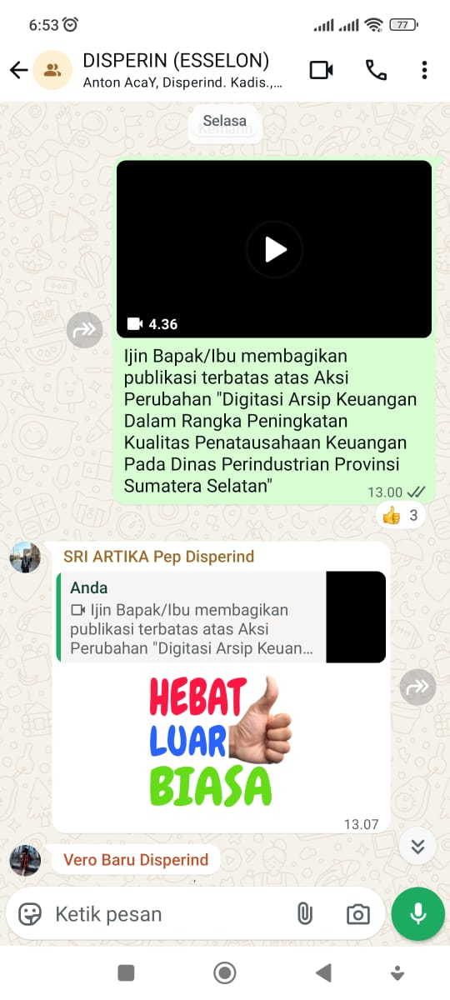 6:53
77
DISPERIN (ESSELON)
Anton AcaY, Disperind. Kadis.,...
Selasa
Kemarin
4.36
Ijin Bapak/Ibu membagikan
publikasi terbatas atas Aksi
Perubahan "Digitasi Arsip Keuangan
Dalam Rangka Peningkatan
Kualitas Penatausahaan Keuangan
Pada Dinas Perindustrian Provinsi
Sumatera Selatan"
13.00
3
SRI ARTIKA Pep Disperind
Anda
Ijin Bapak/Ibu membagikan
publikasi terbatas atas Aksi
Perubahan "Digitasi Arsip Keuan...
HEBAT
LUAR
BIASA
13.07
Vero Baru Disperind
Ketik pesan